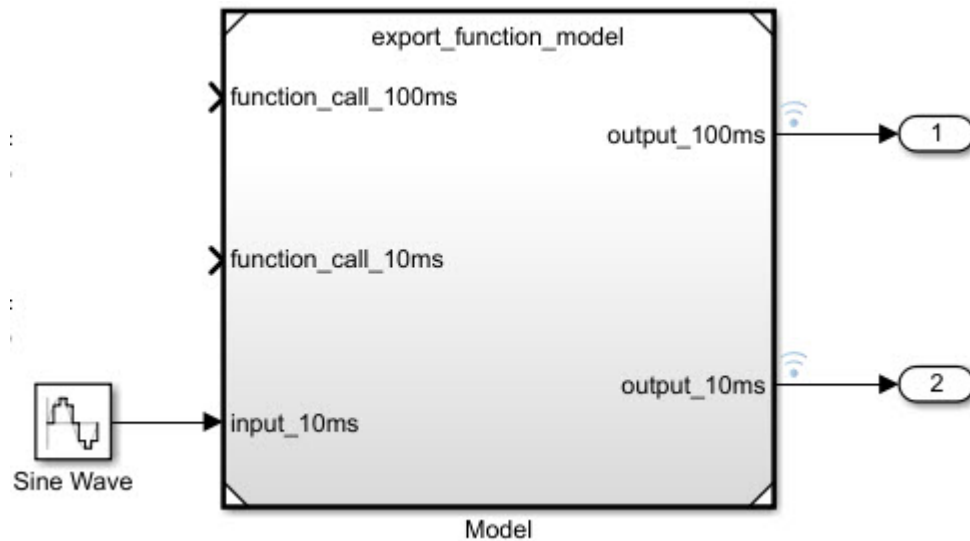 export_function_model
function_call_100ms
output_100ms
1
function_call_10ms
output_10ms
2
input_10ms
Sine Wave
Model